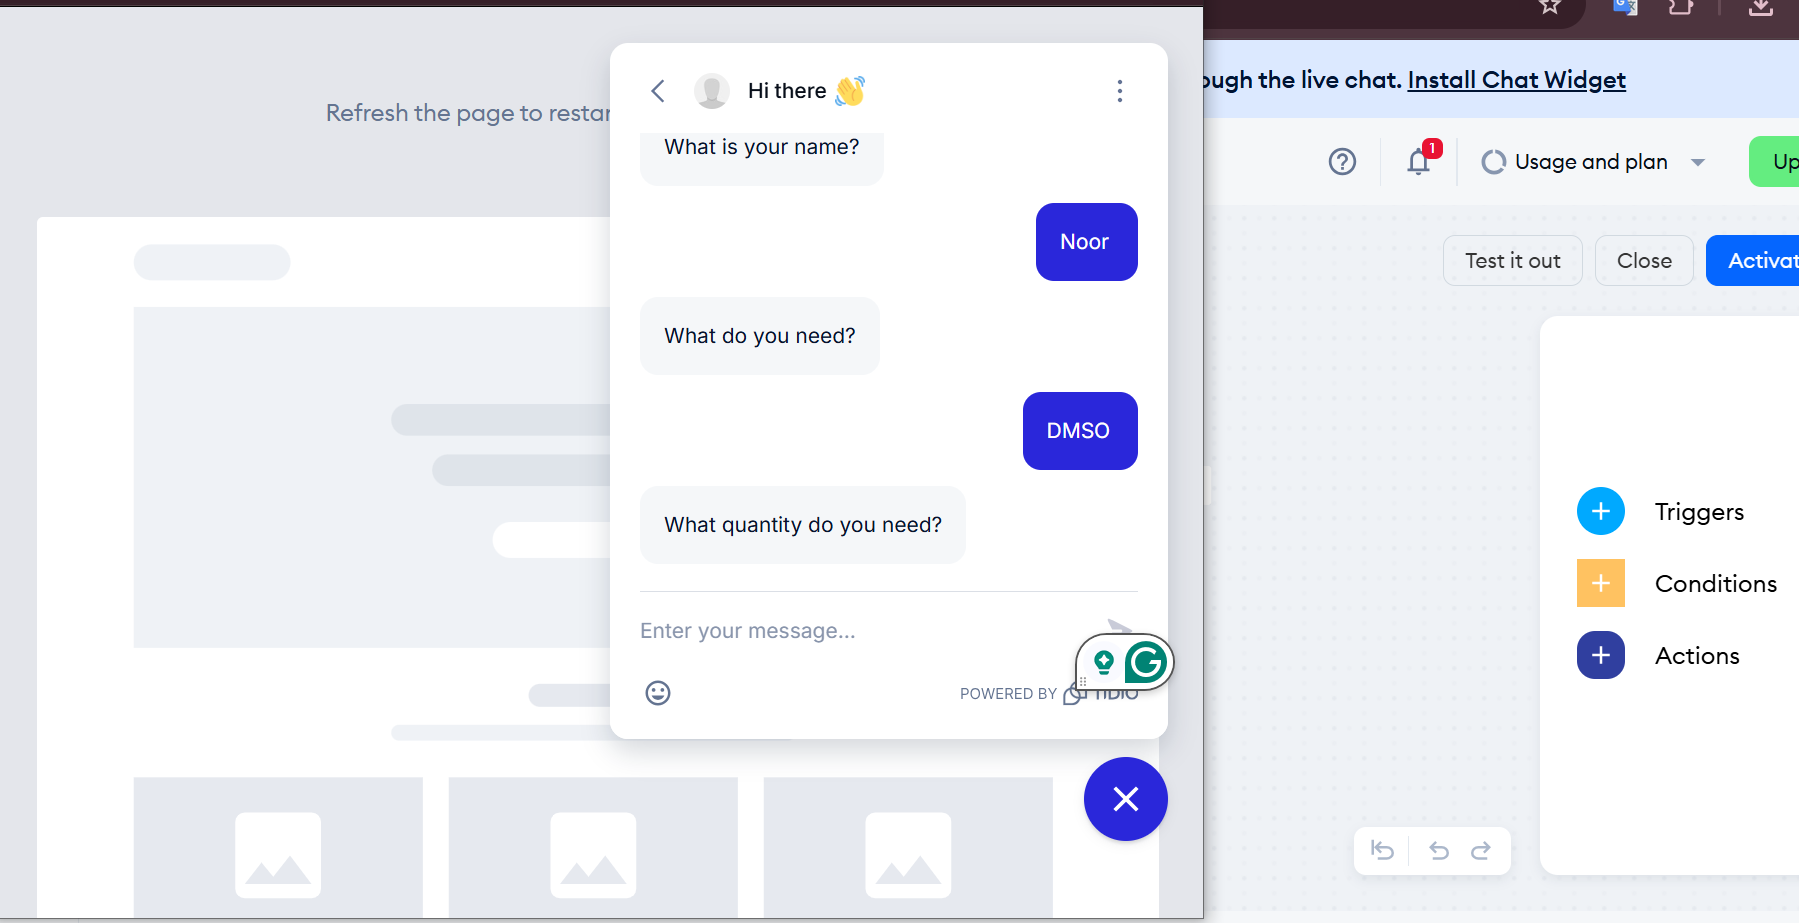 Refresh the page to restar
Hi there 👋
What is your name?
Noor
What do you need?
DMSO
What quantity do you need?
Enter your message...
POWERED BY TIDIO
ough the live chat. Install Chat Widget
1
Usage and plan
Up
Test it out
Close
Activat
Triggers
Conditions
Actions